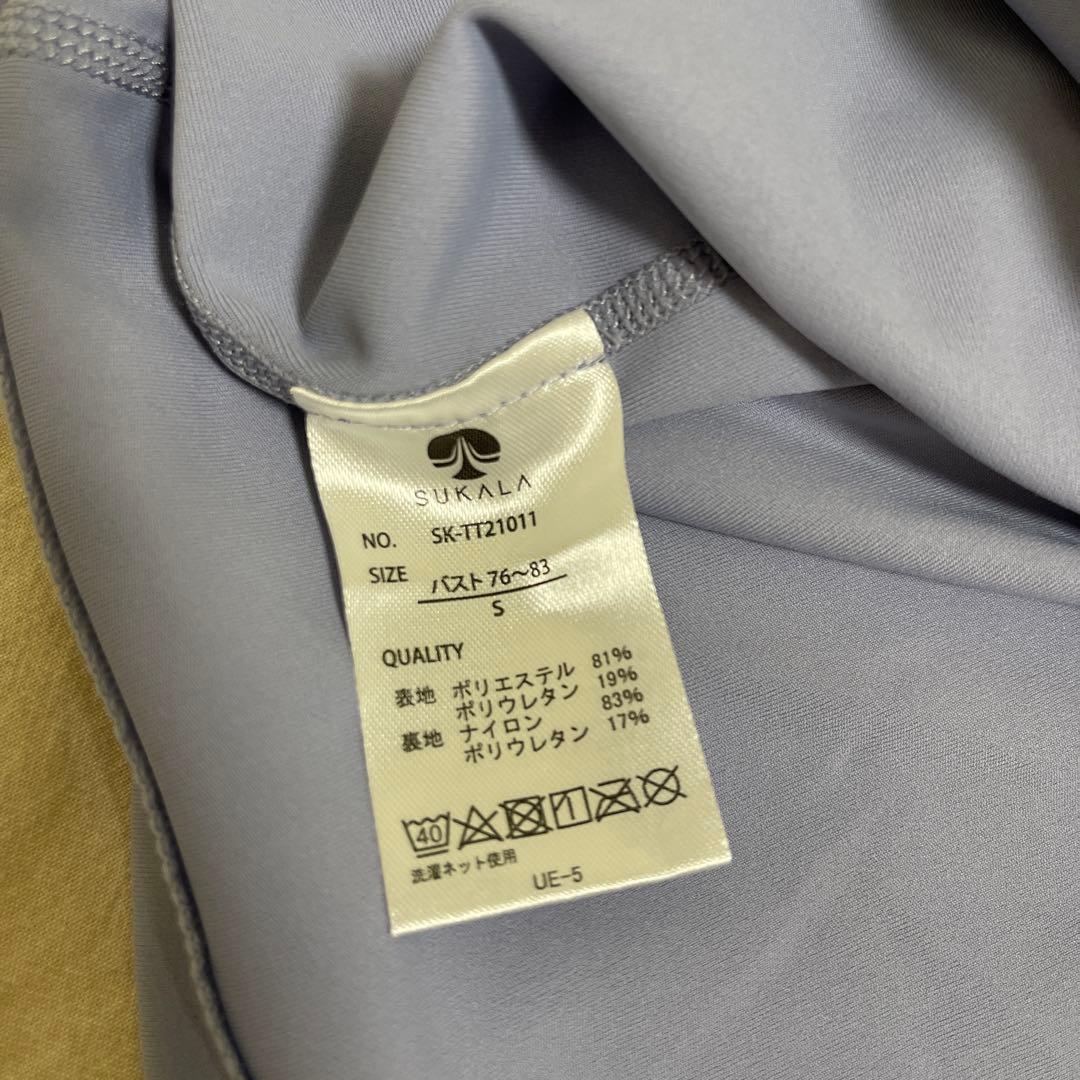 SUKALA
NO. SK-TT21011
SIZE バスト 76～83
S
QUALITY
表地 ポリエステル 81%
ポリウレタン 19%
裏地 ナイロン 83%
ポリウレタン 17%
40
洗濯ネット使用
UE-5